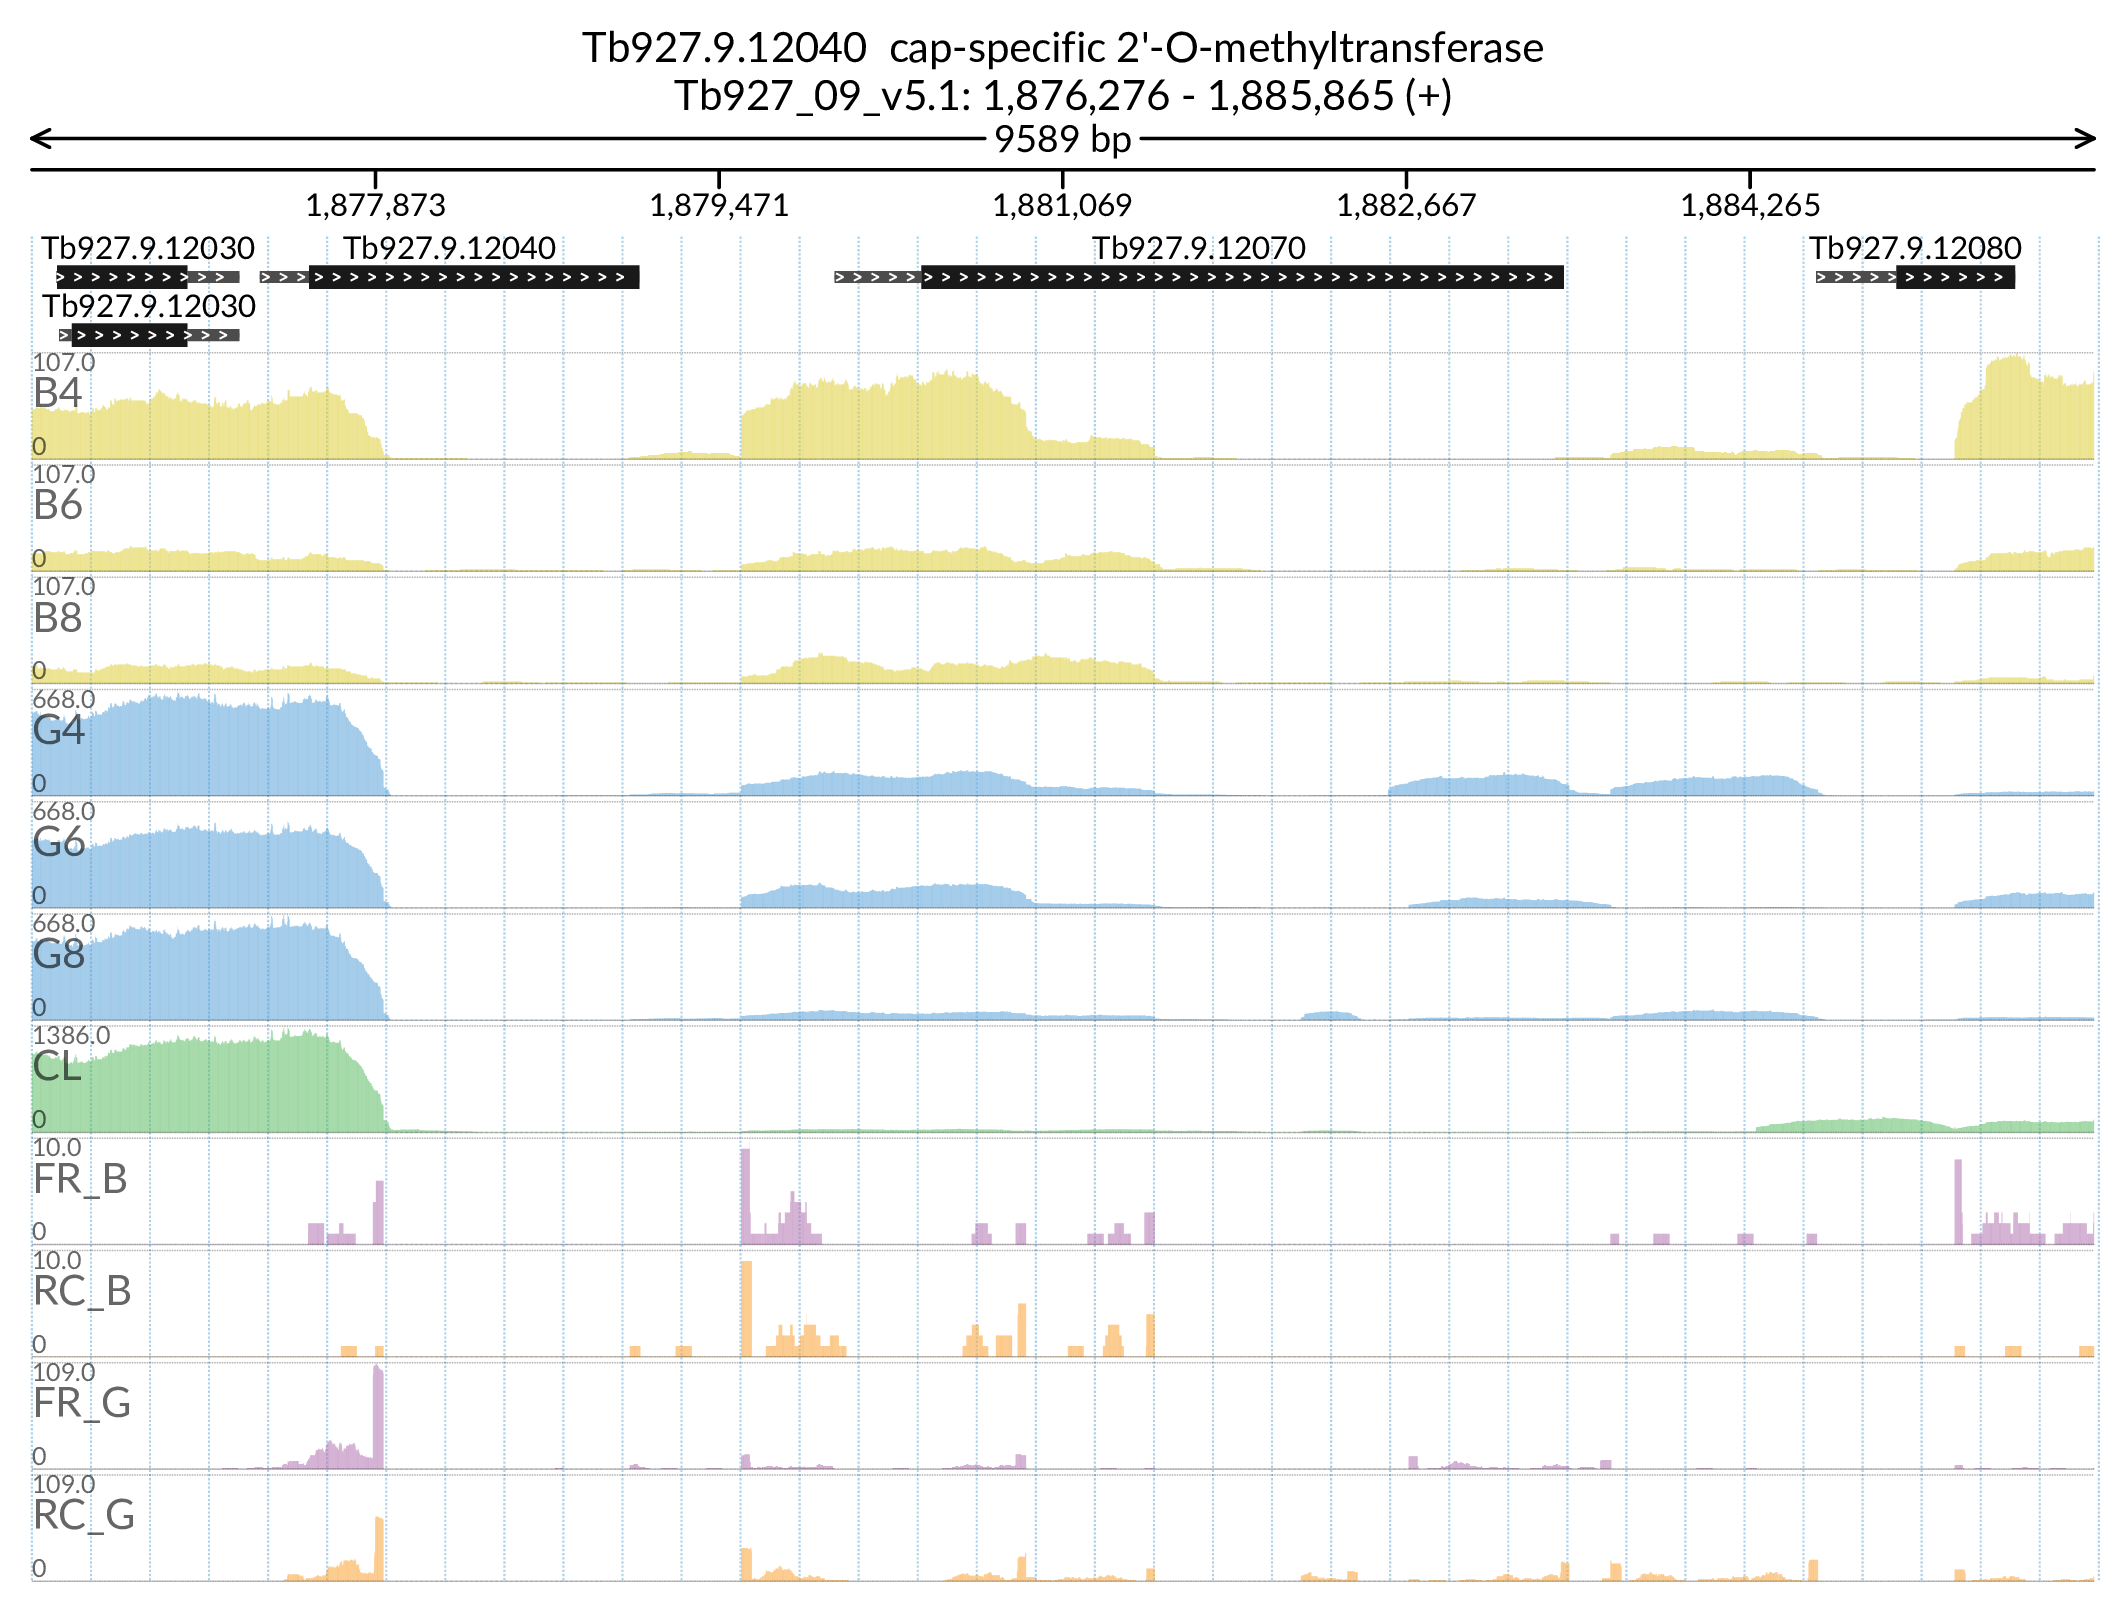 Tb927.9.12040  cap-specific 2'-O-methyltransferase
Tb927_09_v5.1: 1,876,276 - 1,885,865 (+)
9589 bp
1,877,873 1,879,471 1,881,069 1,882,667 1,884,265
Tb927.9.12030 Tb927.9.12040 Tb927.9.12070 Tb927.9.12080
Tb927.9.12030
107.0
B4
0
107.0
B6
0
107.0
B8
0
668.0
G4
0
668.0
G6
0
668.0
G8
0
1386.0
CL
0
10.0
FR_B
0
10.0
RC_B
0
109.0
FR_G
0
109.0
RC_G
0